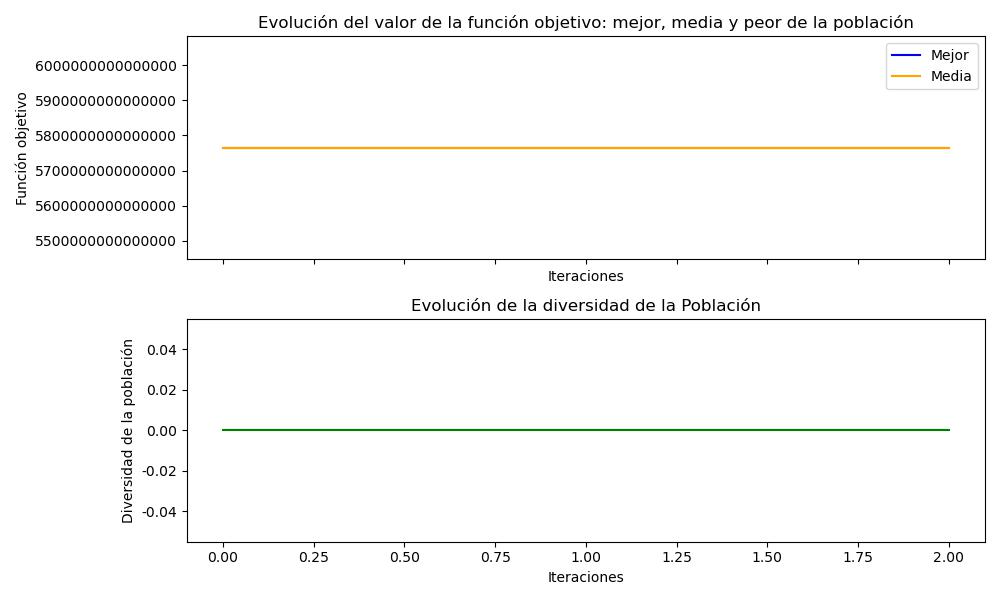 Evolución del valor de la función objetivo: mejor, media y peor de la población
Mejor
Media
6000000000000000
5900000000000000
5800000000000000
5700000000000000
5600000000000000
5500000000000000
Función objetivo
Iteraciones
Evolución de la diversidad de la Población
0.04
0.02
0.00
-0.02
-0.04
Diversidad de la población
0.00 0.25 0.50 0.75 1.00 1.25 1.50 1.75 2.00
Iteraciones